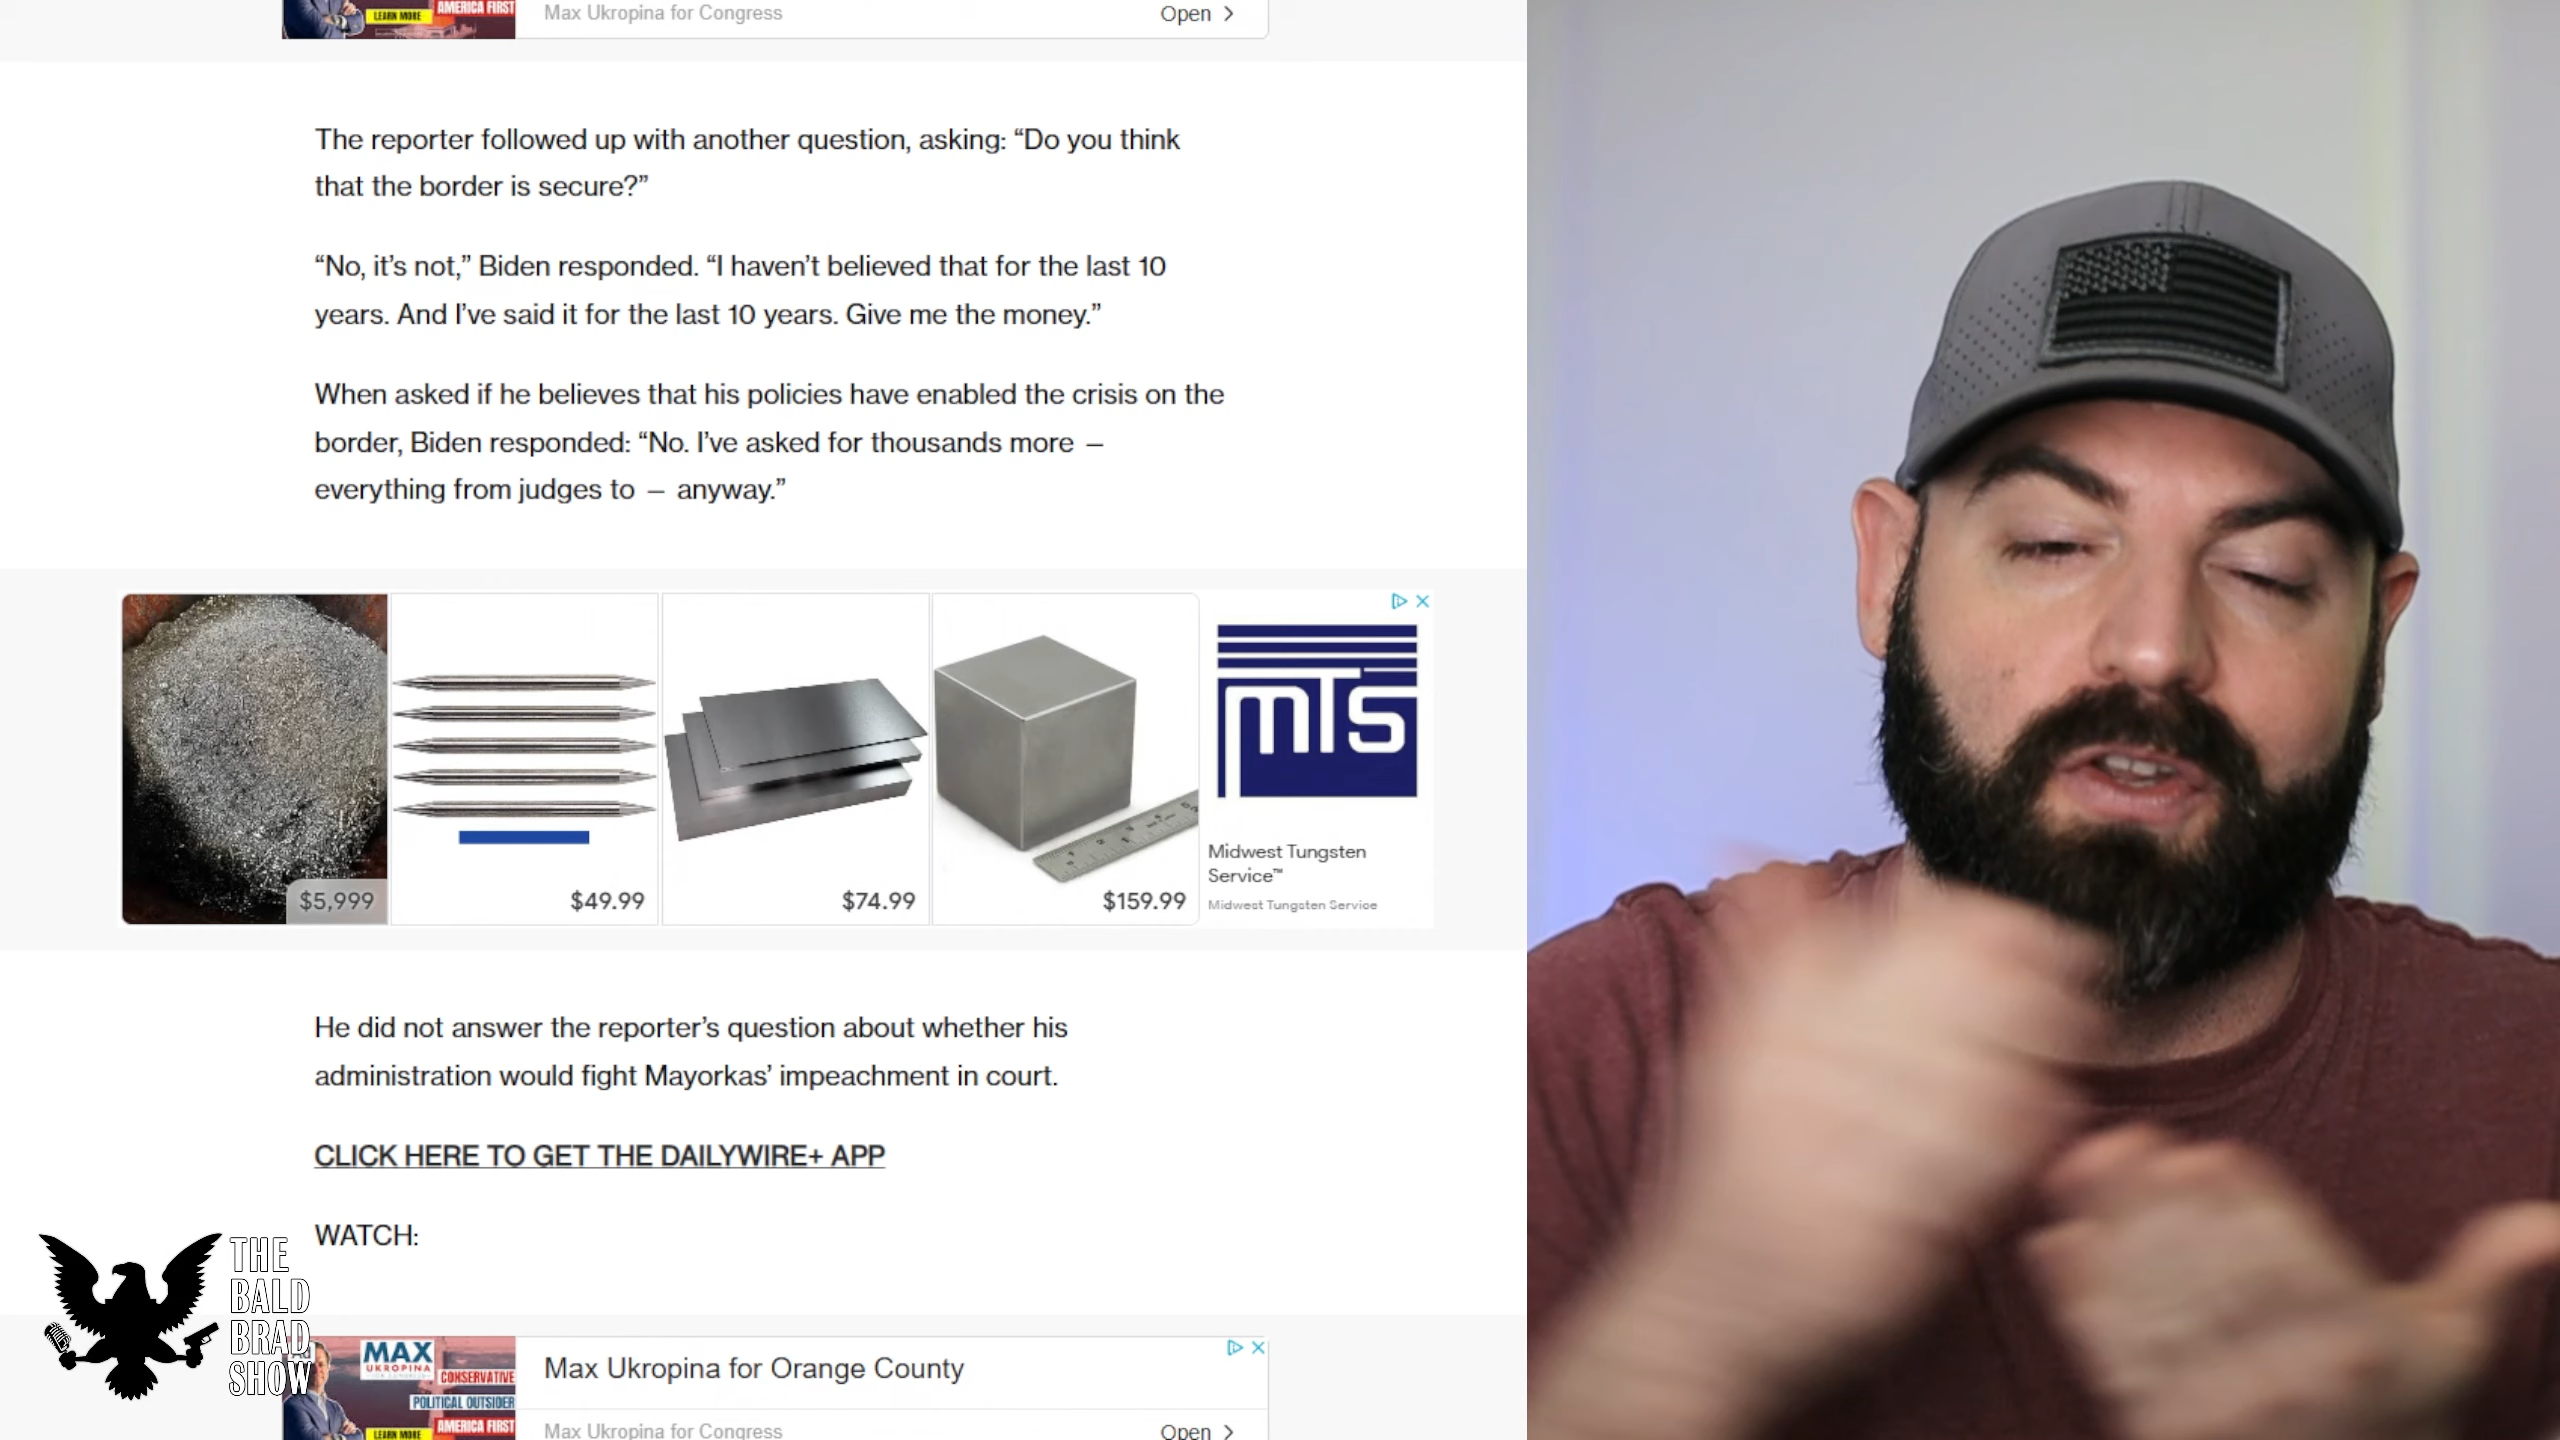 LEARN MORE
AMERICA FIRST
Max Ukropina for Congress
Open
The reporter followed up with another question, asking: “Do you think
that the border is secure?”
“No, it’s not,” Biden responded. “I haven’t believed that for the last 10
years. And I’ve said it for the last 10 years. Give me the money.”
When asked if he believes that his policies have enabled the crisis on the
border, Biden responded: “No. I’ve asked for thousands more —
everything from judges to — anyway.”
$5,999
$49.99
$74.99
$159.99
mTs
Midwest Tungsten
Service™
Midwest Tungsten Service
He did not answer the reporter’s question about whether his
administration would fight Mayorkas’ impeachment in court.
CLICK HERE TO GET THE DAILYWIRE+ APP
WATCH:
THE
BALD
BRAD
SHOW
Ad
MAX
UKROPINA
CONSERVATIVE
POLITICAL OUTSIDER
AMERICA FIRST
LEARN MORE
Max Ukropina for Orange County
Max Ukropina for Congress
Open